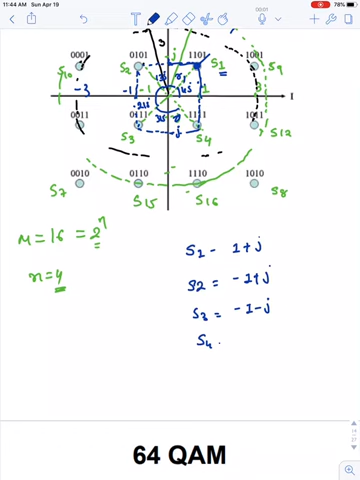 11:44 AM Sun Apr 19
78%
0001 0101 1101 1001
S10 S2 S1 S9
-3 -1 -1 1 3 I
S3 S4 S12
0011 0111 1011
-j
S7 S15 S16 S8
0010 0110 1110 1010
M = 16 = 2^n
n = 4
S1 - 1+j
S2 = -1+j
S3 = -1-j
S4 .
64 QAM